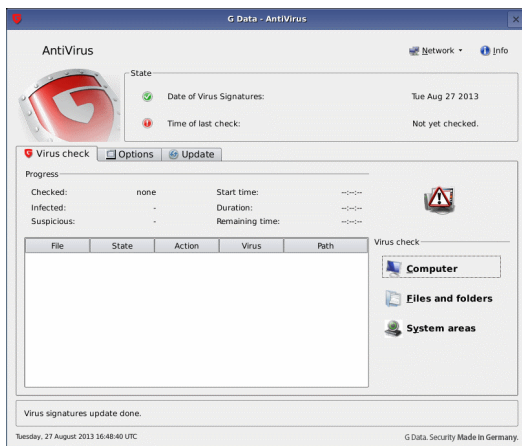 G Data - AntiVirus
AntiVirus
Network
Info
State
Date of Virus Signatures: Tue Aug 27 2013
Time of last check: Not yet checked.
Virus check Options Update
Progress
Checked: none Start time: --:--:--
Infected: - Duration: --:--:--
Suspicious: - Remaining time: --:--:--
File State Action Virus Path
Virus check
Computer
Files and folders
System areas
Virus signatures update done.
Tuesday, 27 August 2013 16:48:40 UTC
G Data. Security Made in Germany.